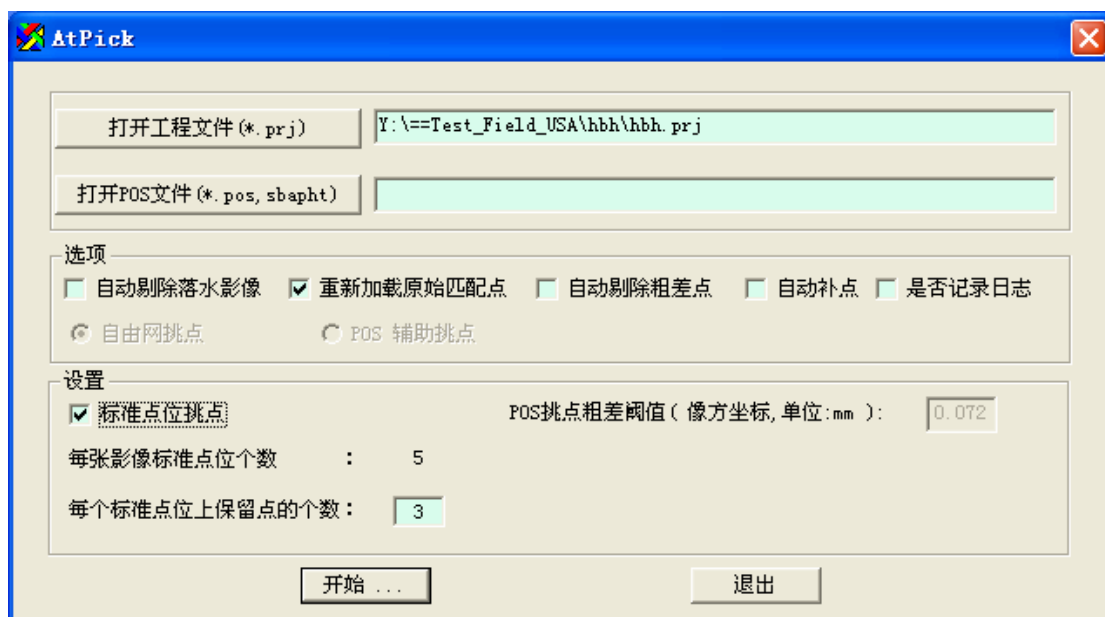 AtPick
打开工程文件(*.prj) Y:\==Test_Field_USA\hbh\hbh.prj
打开POS文件(*.pos,sbapht)
选项
自动剔除落水影像 重新加载原始匹配点 自动剔除粗差点 自动补点 是否记录日志
自由网挑点 POS 辅助挑点
设置
标准点位挑点 POS挑点粗差阈值( 像方坐标,单位:mm ): 0.072
每张影像标准点位个数 : 5
每个标准点位上保留点的个数: 3
开始 ... 退出